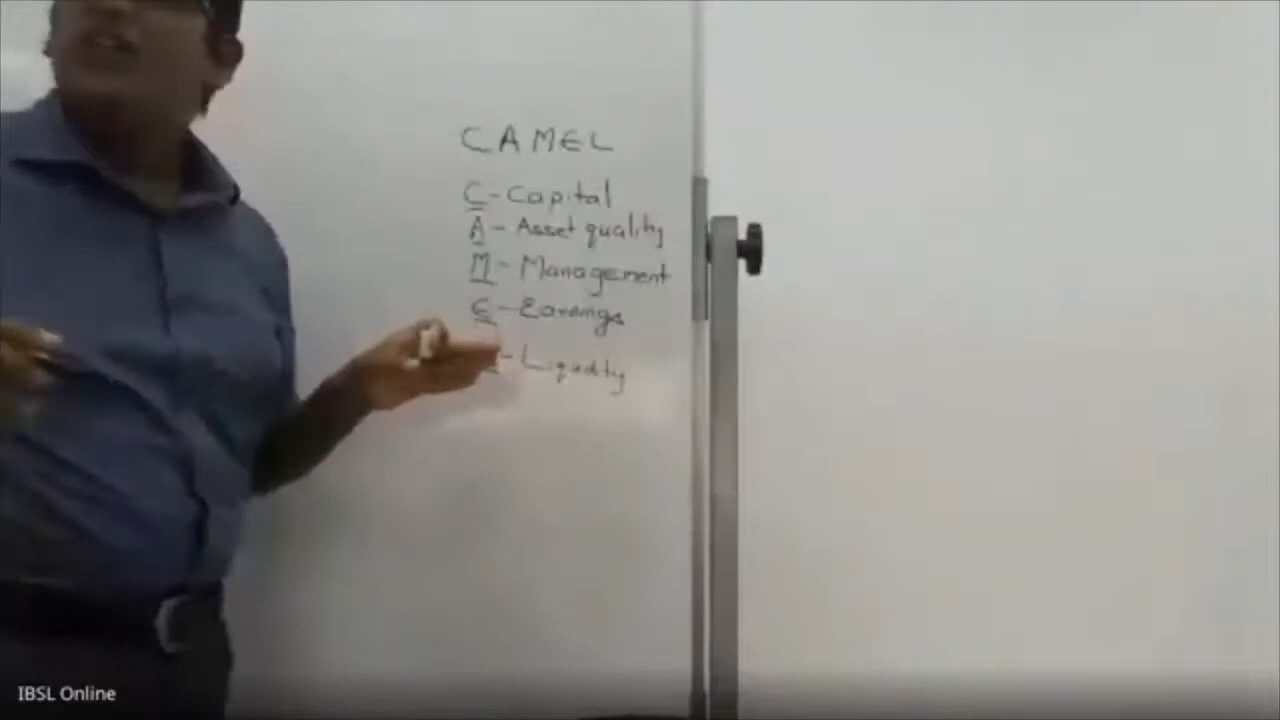 CAMEL
C - Capital
A - Asset quality
M - Management
E - Earnings
- Liquidity
IBSL Online